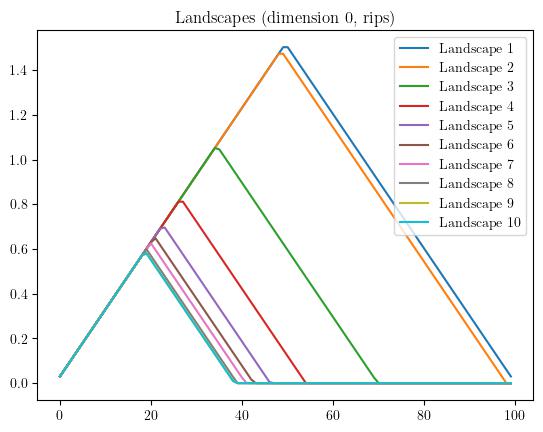 Landscapes (dimension 0, rips)
1.4
1.2
1.0
0.8
0.6
0.4
0.2
0.0
0 20 40 60 80 100
Landscape 1
Landscape 2
Landscape 3
Landscape 4
Landscape 5
Landscape 6
Landscape 7
Landscape 8
Landscape 9
Landscape 10